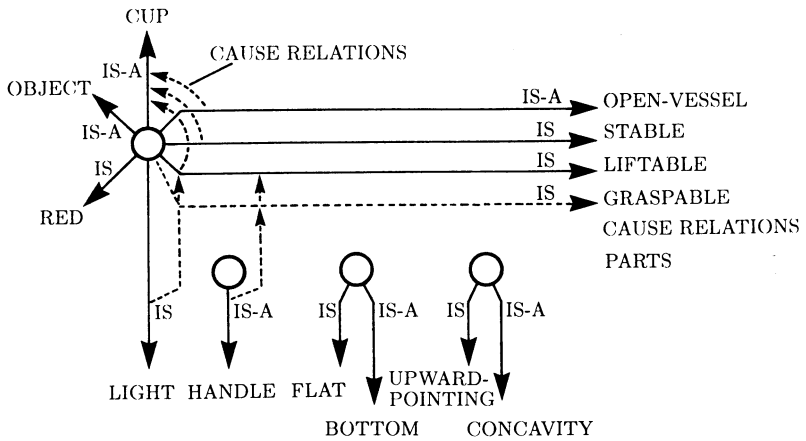 CUP
CAUSE RELATIONS
IS-A
OBJECT
IS-A OPEN-VESSEL
IS-A
IS STABLE
IS
IS LIFTABLE
RED
IS GRASPABLE
CAUSE RELATIONS
PARTS
IS
IS-A
IS
IS-A
IS
IS-A
LIGHT
HANDLE
FLAT
UPWARD-
POINTING
BOTTOM
CONCAVITY